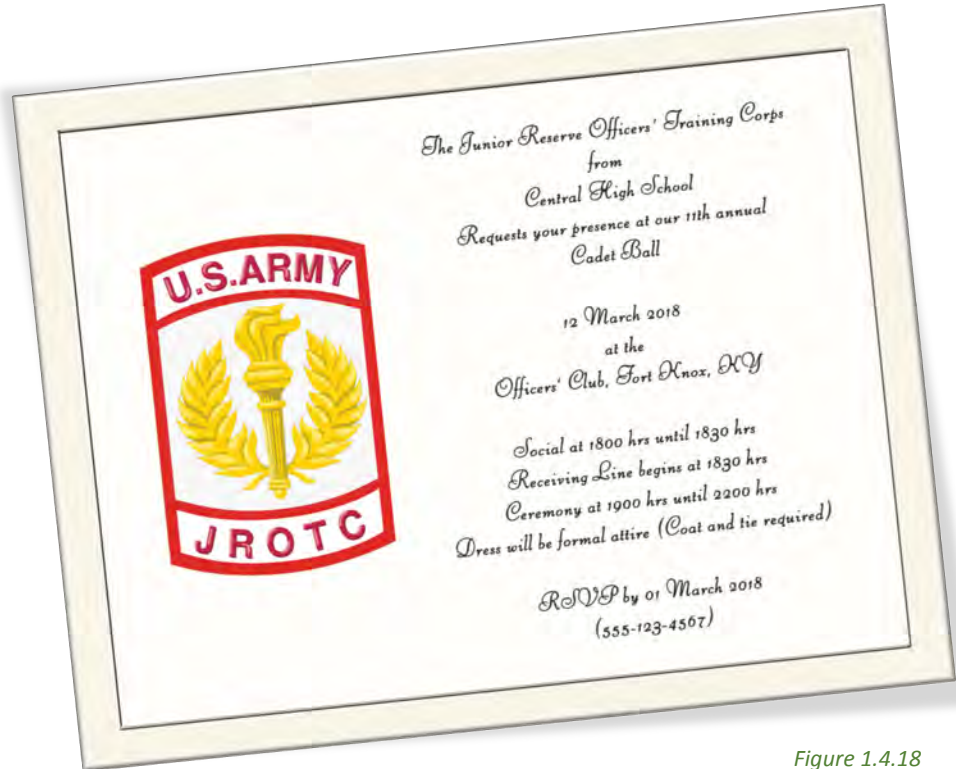 U.S.ARMY
JROTC
The Junior Reserve Officers' Training Corps
from
Central High School
Requests your presence at our 11th annual
Cadet Ball
12 March 2018
at the
Officers' Club, Fort Knox, KY
Social at 1800 hrs until 1830 hrs
Receiving Line begins at 1830 hrs
Ceremony at 1900 hrs until 2200 hrs
Dress will be formal attire (Coat and tie required)
RSVP by 01 March 2018
(555-123-4567)
Figure 1.4.18